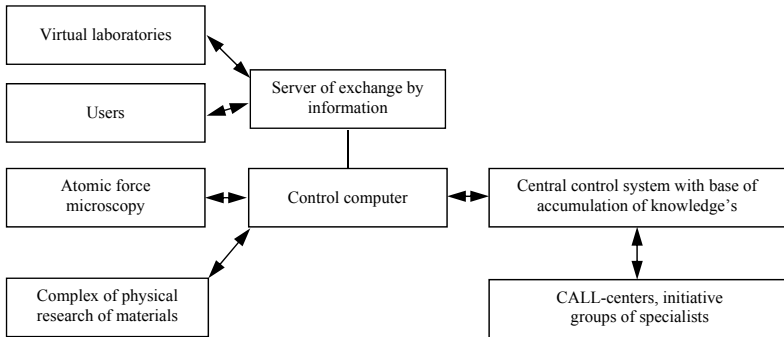 Virtual laboratories
Server of exchange by
information
Users
Atomic force
microscopy
Control computer
Central control system with base of
accumulation of knowledge’s
Complex of physical
research of materials
CALL-centers, initiative
groups of specialists